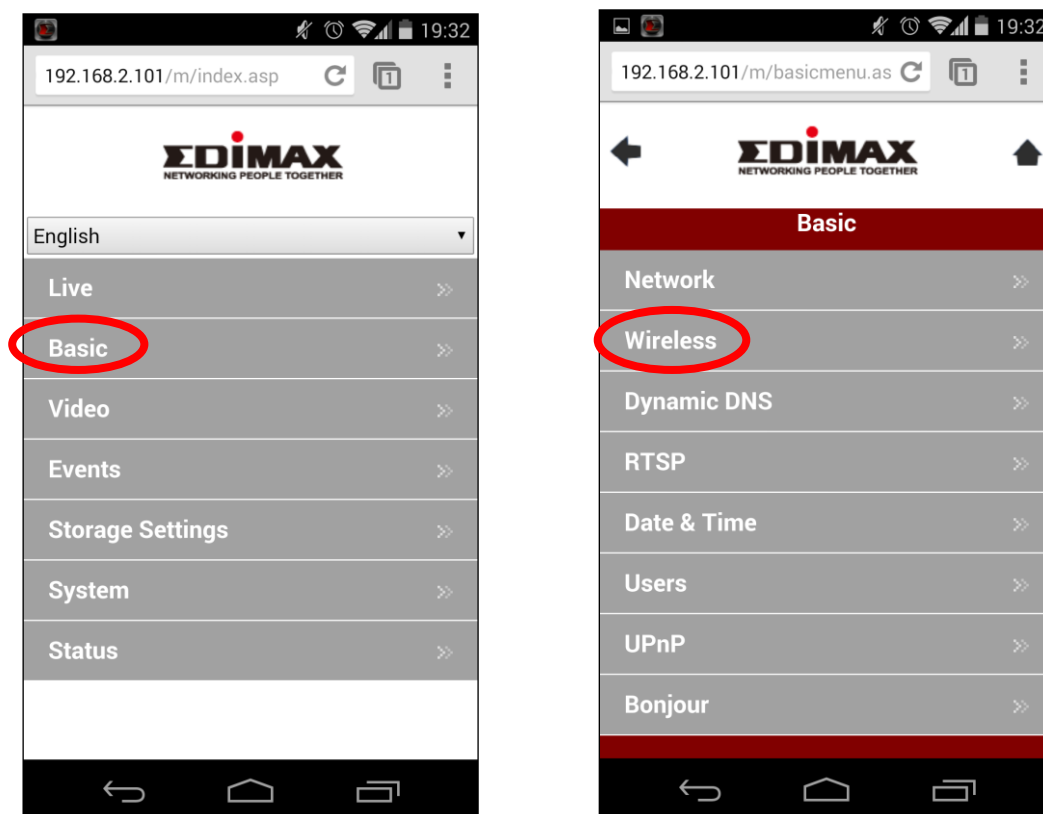 19:32
192.168.2.101/m/index.asp
1
EDIMAX
NETWORKING PEOPLE TOGETHER
English
Live
Basic
Video
Events
Storage Settings
System
Status
19:32
192.168.2.101/m/basicmenu.as
1
EDIMAX
NETWORKING PEOPLE TOGETHER
Basic
Network
Wireless
Dynamic DNS
RTSP
Date & Time
Users
UPnP
Bonjour